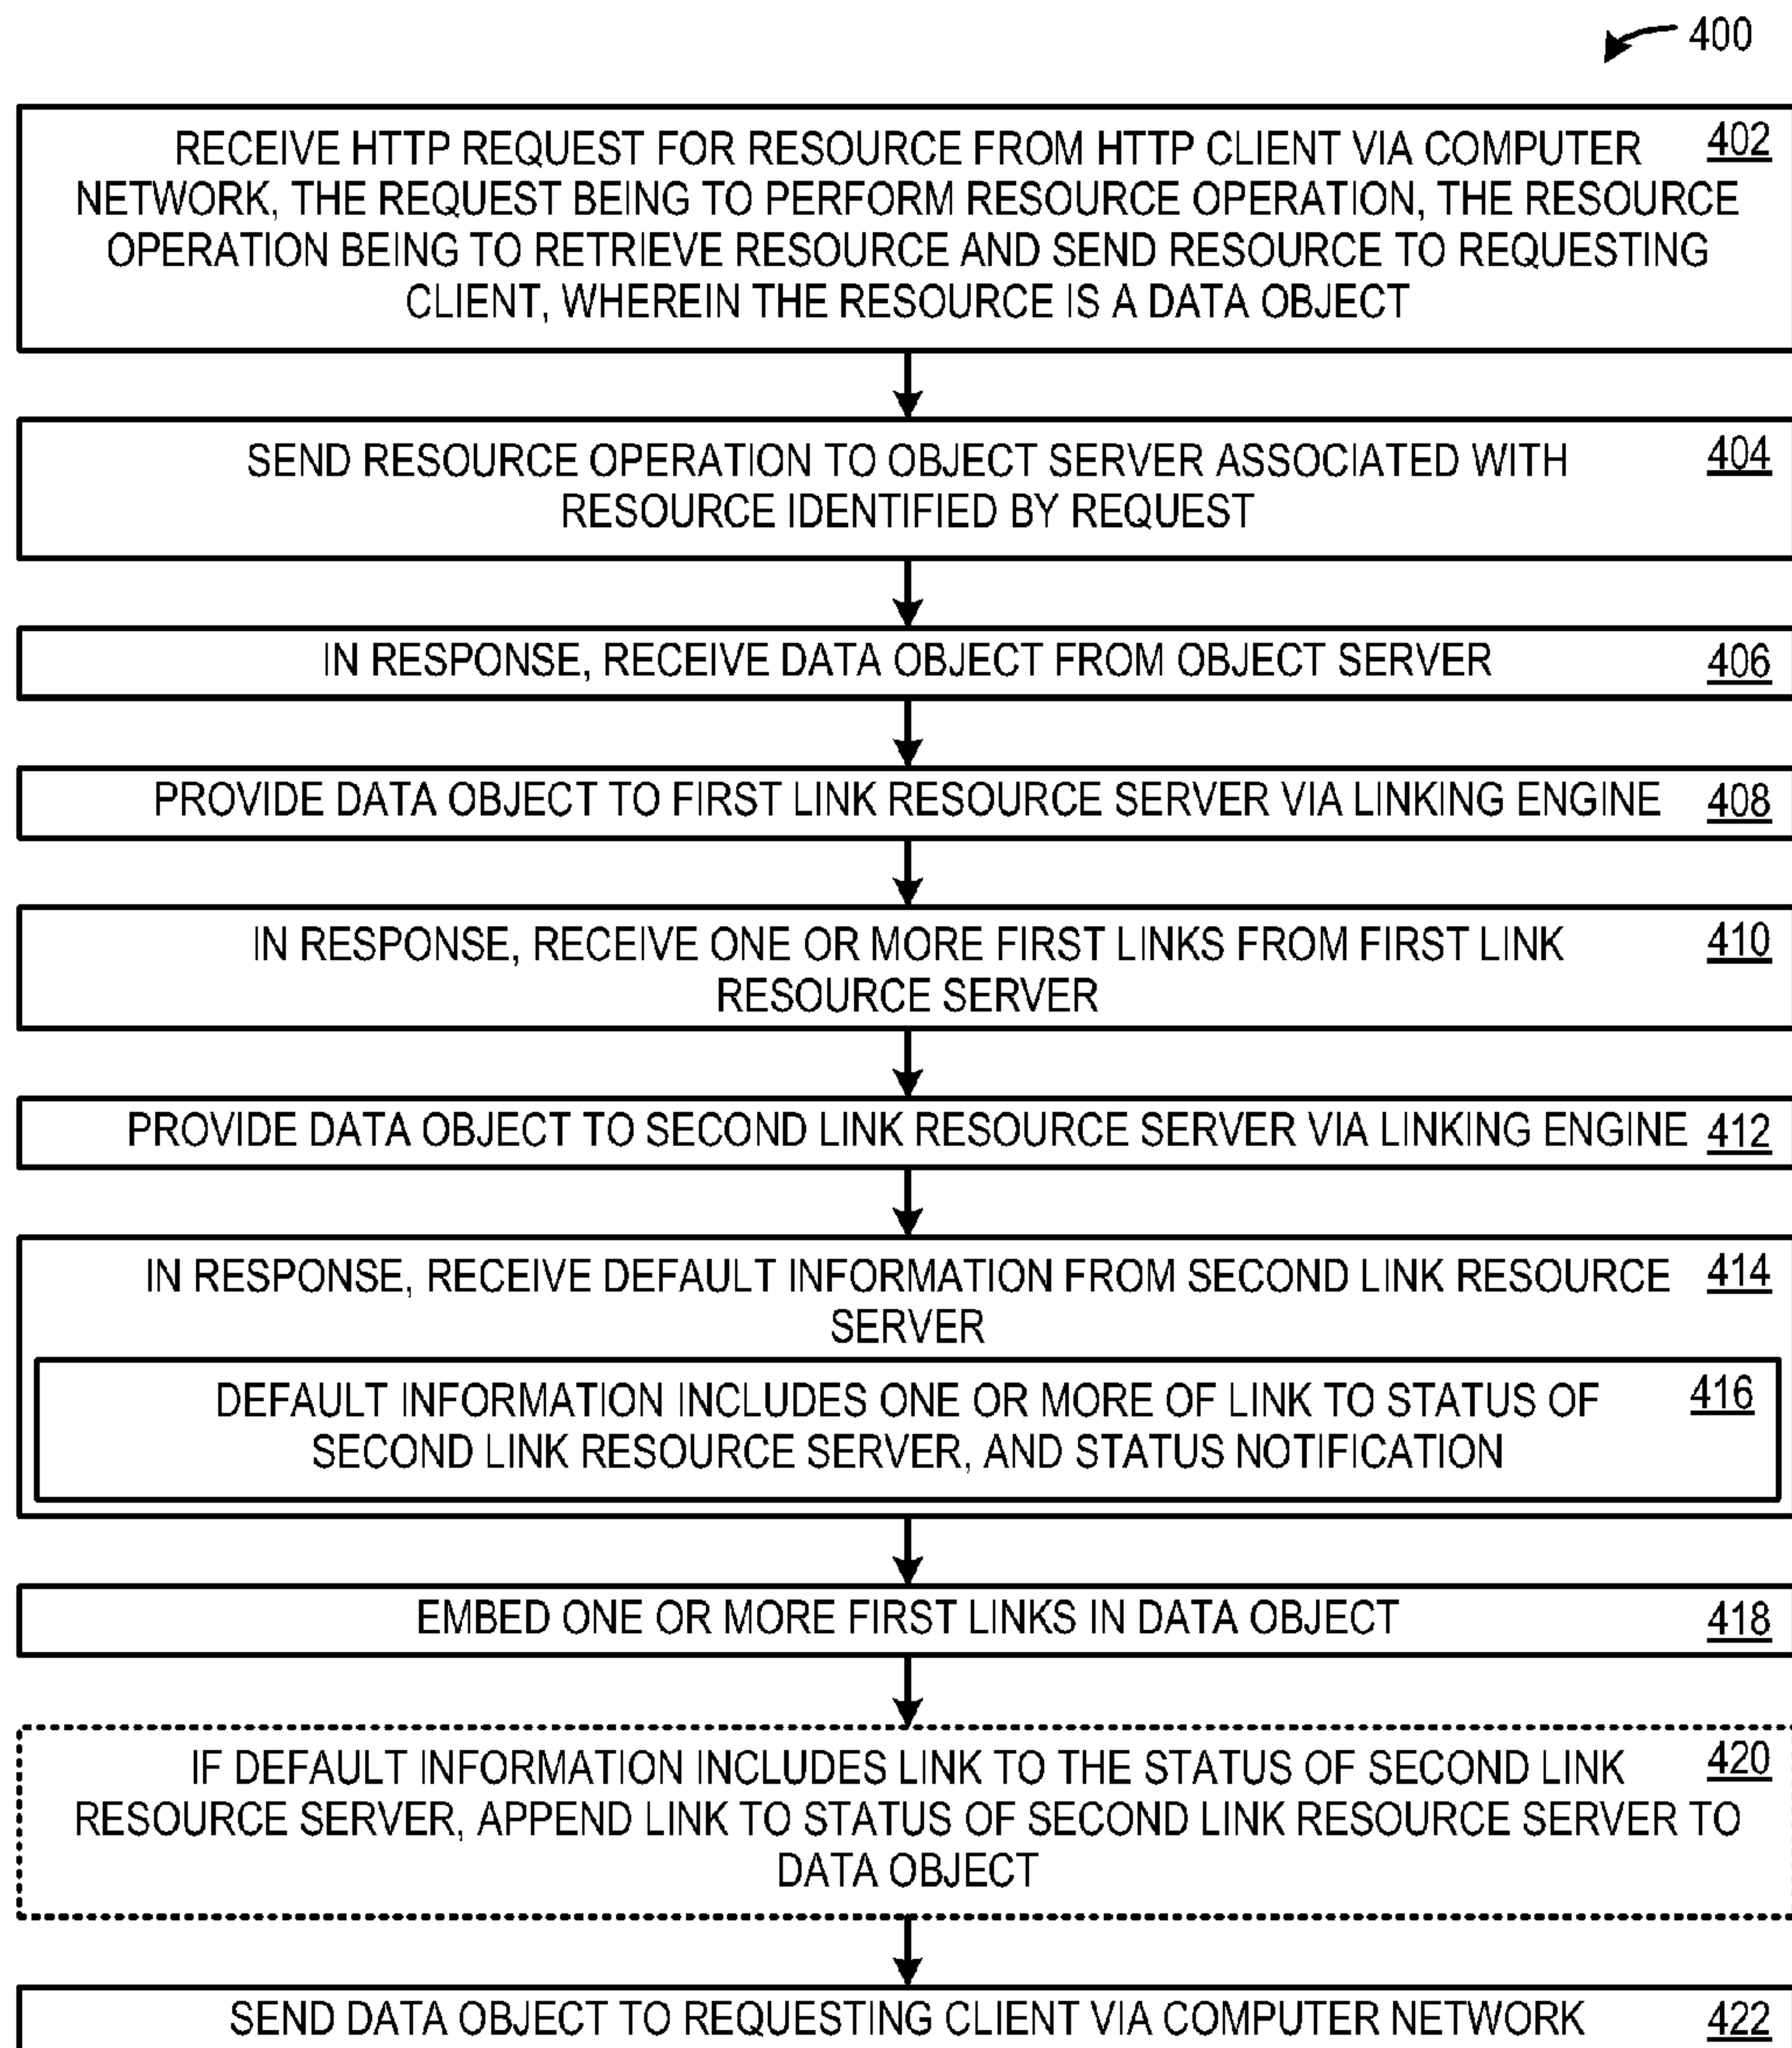 400
RECEIVE HTTP REQUEST FOR RESOURCE FROM HTTP CLIENT VIA COMPUTER 402
NETWORK, THE REQUEST BEING TO PERFORM RESOURCE OPERATION, THE RESOURCE
OPERATION BEING TO RETRIEVE RESOURCE AND SEND RESOURCE TO REQUESTING
CLIENT, WHEREIN THE RESOURCE IS A DATA OBJECT
SEND RESOURCE OPERATION TO OBJECT SERVER ASSOCIATED WITH 404
RESOURCE IDENTIFIED BY REQUEST
IN RESPONSE, RECEIVE DATA OBJECT FROM OBJECT SERVER 406
PROVIDE DATA OBJECT TO FIRST LINK RESOURCE SERVER VIA LINKING ENGINE 408
IN RESPONSE, RECEIVE ONE OR MORE FIRST LINKS FROM FIRST LINK 410
RESOURCE SERVER
PROVIDE DATA OBJECT TO SECOND LINK RESOURCE SERVER VIA LINKING ENGINE 412
IN RESPONSE, RECEIVE DEFAULT INFORMATION FROM SECOND LINK RESOURCE 414
SERVER
DEFAULT INFORMATION INCLUDES ONE OR MORE OF LINK TO STATUS OF 416
SECOND LINK RESOURCE SERVER, AND STATUS NOTIFICATION
EMBED ONE OR MORE FIRST LINKS IN DATA OBJECT 418
IF DEFAULT INFORMATION INCLUDES LINK TO THE STATUS OF SECOND LINK 420
RESOURCE SERVER, APPEND LINK TO STATUS OF SECOND LINK RESOURCE SERVER TO
DATA OBJECT
SEND DATA OBJECT TO REQUESTING CLIENT VIA COMPUTER NETWORK 422